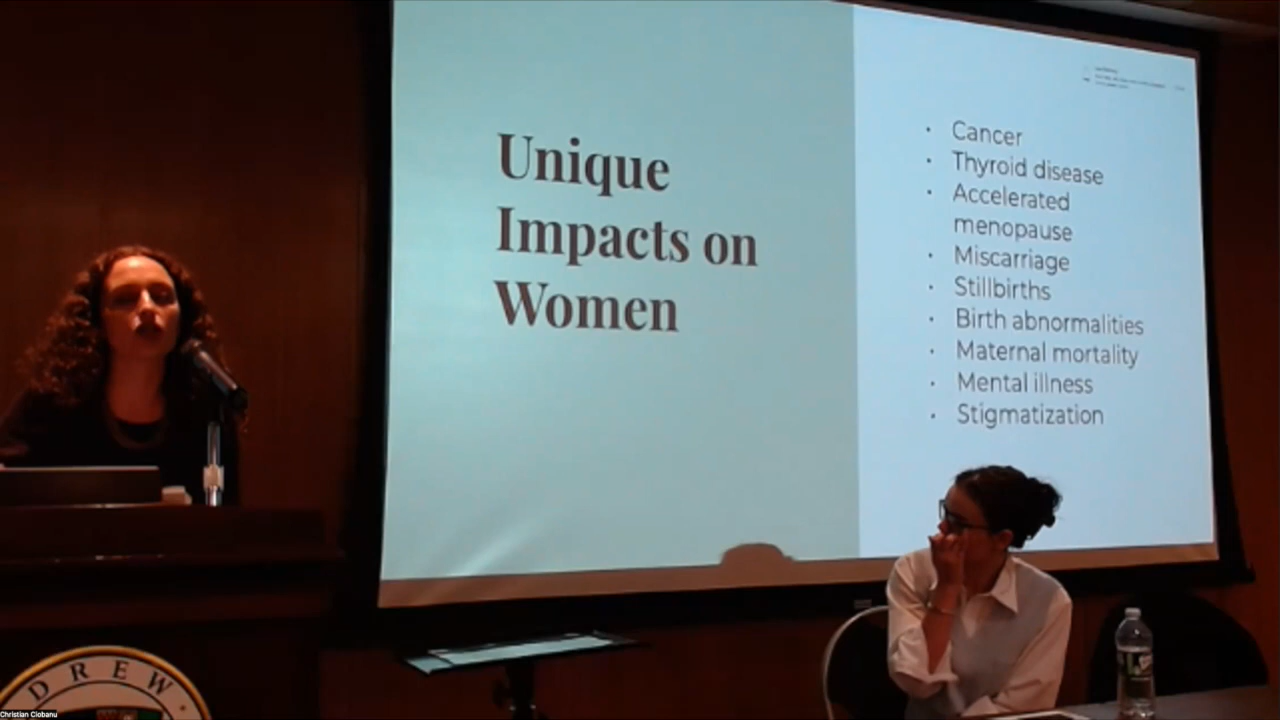 Unique
Impacts on
Women
• Cancer
• Thyroid disease
• Accelerated
menopause
• Miscarriage
• Stillbirths
• Birth abnormalities
• Maternal mortality
• Mental illness
• Stigmatization
DREW
Christian Ciobanu